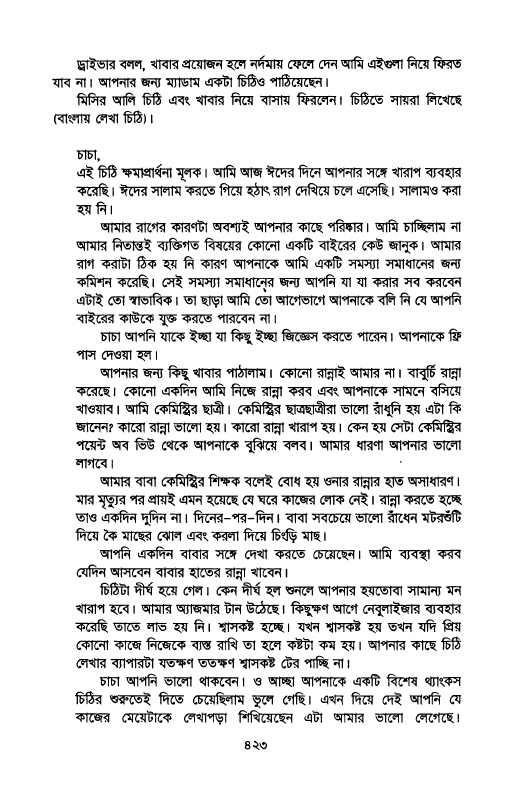 ড্রাইভার বলল, খাবার প্রয়োজন হলে নর্দমায় ফেলে দেন আমি এইগুলা নিয়ে ফিরত
যাব না। আপনার জন্য ম্যাডাম একটা চিঠিও পাঠিয়েছেন।
মিসির আলি চিঠি এবং খাবার নিয়ে বাসায় ফিরলেন। চিঠিতে সায়রা লিখেছে
(বাংলায় লেখা চিঠি)।
চাচা,
এই চিঠি ক্ষমাপ্রার্থনা মূলক। আমি আজ ঈদের দিনে আপনার সঙ্গে খারাপ ব্যবহার
করেছি। ঈদের সালাম করতে গিয়ে হঠাৎ রাগ দেখিয়ে চলে এসেছি। সালামও করা
হয় নি।
আমার রাগের কারণটা অবশ্যই আপনার কাছে পরিষ্কার। আমি চাচ্ছিলাম না
আমার নিতান্তই ব্যক্তিগত বিষয়ের কোনো একটি বাইরের কেউ জানুক। আমার
রাগ করাটা ঠিক হয় নি কারণ আপনাকে আমি একটি সমস্যা সমাধানের জন্য
কমিশন করেছি। সেই সমস্যা সমাধানের জন্য আপনি যা যা করার সব করবেন
এটাই তো স্বাভাবিক। তা ছাড়া আমি তো আগেভাগে আপনাকে বলি নি যে আপনি
বাইরের কাউকে যুক্ত করতে পারবেন না।
চাচা আপনি যাকে ইচ্ছা যা কিছু ইচ্ছা জিজ্ঞেস করতে পারেন। আপনাকে ফ্রি
পাস দেওয়া হল।
আপনার জন্য কিছু খাবার পাঠালাম। কোনো রান্নাই আমার না। বাবুর্চি রান্না
করেছে। কোনো একদিন আমি নিজে রান্না করব এবং আপনাকে সামনে বসিয়ে
খাওয়াব। আমি কেমিস্ট্রির ছাত্রী। কেমিস্ট্রির ছাত্রছাত্রীরা ভালো রাঁধুনি হয় এটা কি
জানেন? কারো রান্না ভালো হয়। কারো রান্না খারাপ হয়। কেন হয় সেটা কেমিস্ট্রির
পয়েন্ট অব ভিউ থেকে আপনাকে বুঝিয়ে বলব। আমার ধারণা আপনার ভালো
লাগবে।
আমার বাবা কেমিস্ট্রির শিক্ষক বলেই বোধ হয় ওনার রান্নার হাত অসাধারণ।
মার মৃত্যুর পর প্রায়ই এমন হয়েছে যে ঘরে কাজের লোক নেই। রান্না করতে হচ্ছে
তাও একদিন দুদিন না। দিনের–পর–দিন। বাবা সবচেয়ে ভালো রাঁধেন মটরশুঁটি
দিয়ে কৈ মাছের ঝোল এবং করলা দিয়ে চিংড়ি মাছ।
আপনি একদিন বাবার সঙ্গে দেখা করতে চেয়েছেন। আমি ব্যবস্থা করব
যেদিন আসবেন বাবার হাতের রান্না খাবেন।
চিঠিটা দীর্ঘ হয়ে গেল। কেন দীর্ঘ হল শুনলে আপনার হয়তোবা সামান্য মন
খারাপ হবে। আমার অ্যাজমার টান উঠেছে। কিছুক্ষণ আগে নেবুলাইজার ব্যবহার
করেছি তাতে লাভ হয় নি। শ্বাসকষ্ট হচ্ছে। যখন শ্বাসকষ্ট হয় তখন যদি প্রিয়
কোনো কাজে নিজেকে ব্যস্ত রাখি তা হলে কষ্টটা কম হয়। আপনার কাছে চিঠি
লেখার ব্যাপারটা যতক্ষণ ততক্ষণ শ্বাসকষ্ট টের পাচ্ছি না।
চাচা আপনি ভালো থাকবেন। ও আচ্ছা আপনাকে একটি বিশেষ থ্যাংকস
চিঠির শুরুতেই দিতে চেয়েছিলাম ভুলে গেছি। এখন দিয়ে দেই আপনি যে
কাজের মেয়েটাকে লেখাপড়া শিখিয়েছেন এটা আমার ভালো লেগেছে।
৪২৩